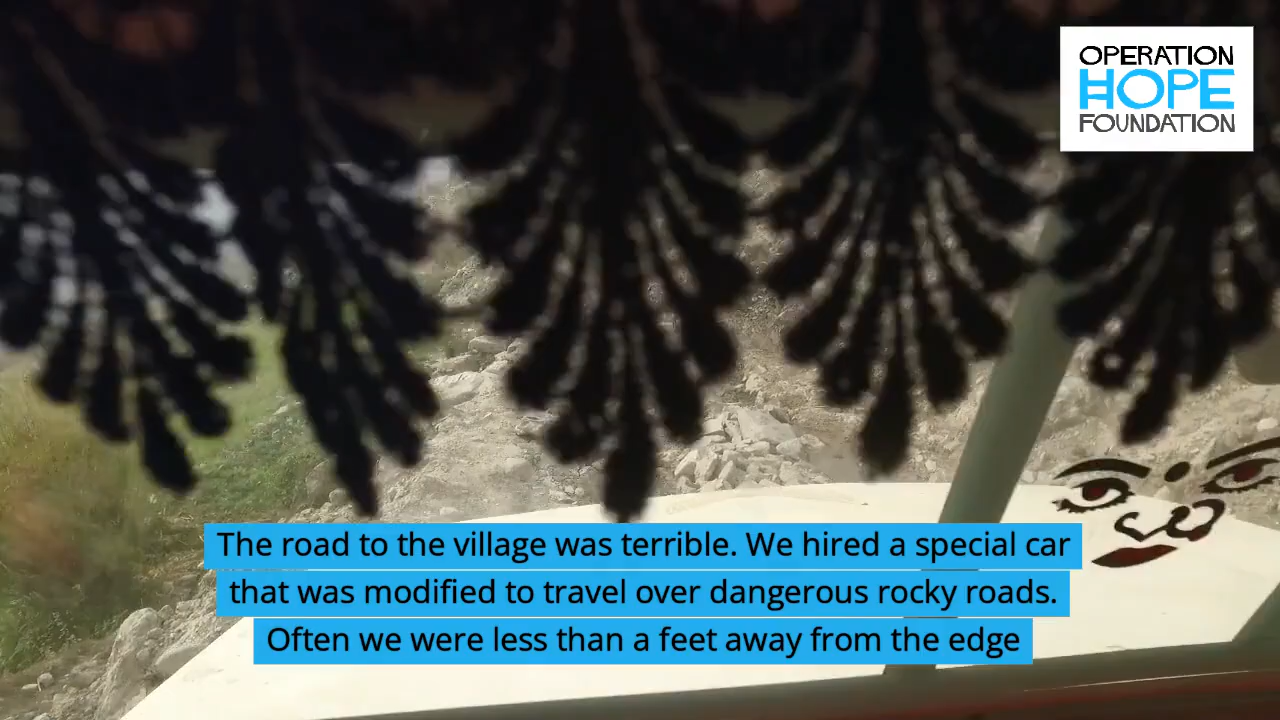 OPERATION
HOPE
FOUNDATION
The road to the village was terrible. We hired a special car
that was modified to travel over dangerous rocky roads.
Often we were less than a feet away from the edge